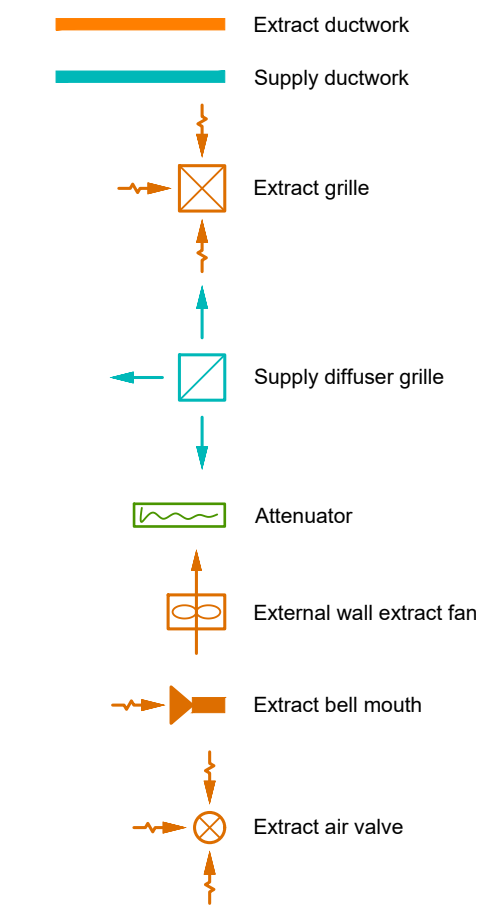 Extract ductwork
Supply ductwork
Extract grille
Supply diffuser grille
Attenuator
External wall extract fan
Extract bell mouth
Extract air valve